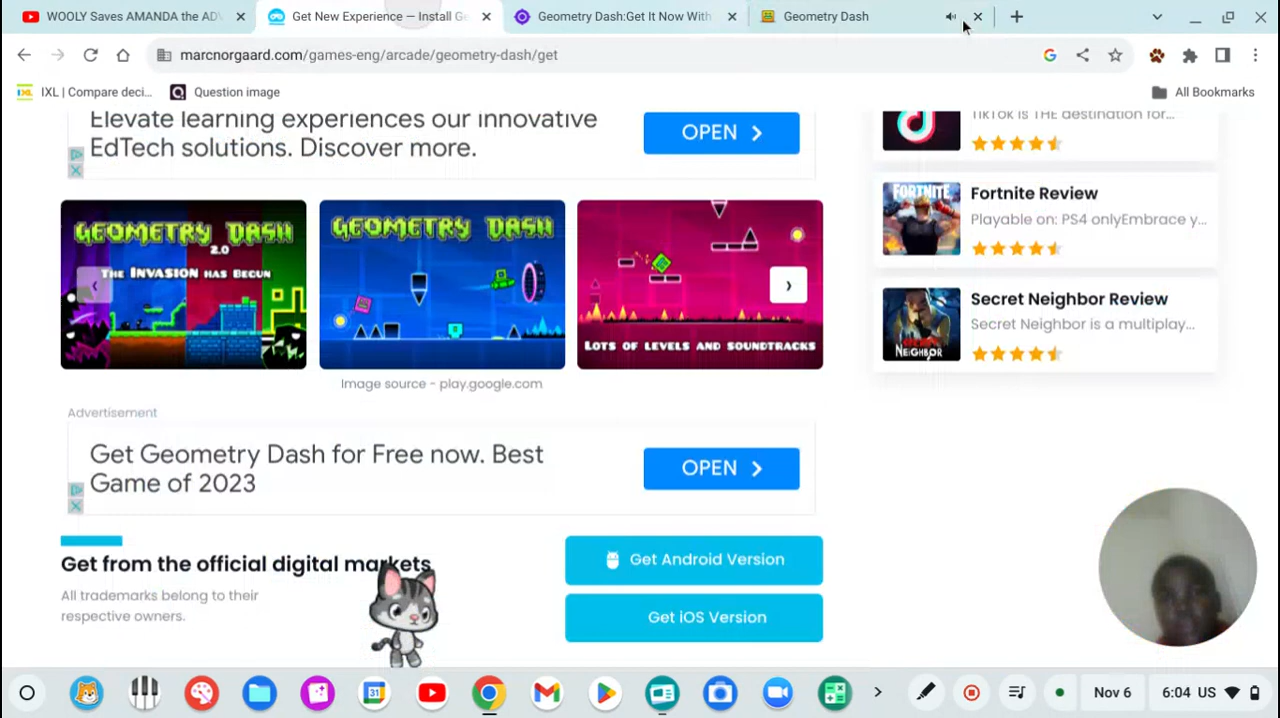 WOOLY Saves AMANDA the ADV
Get New Experience – Install Ge
Geometry Dash:Get It Now With
Geometry Dash
marcnorgaard.com/games-eng/arcade/geometry-dash/get
IXL | Compare deci...
Question image
All Bookmarks
Elevate learning experiences our innovative
EdTech solutions. Discover more.
OPEN
TikTok is THE destination for...
Fortnite Review
Playable on: PS4 onlyEmbrace y...
Secret Neighbor Review
Secret Neighbor is a multiplay...
FORTNITE
SECRET
NEIGHBOR
GEOMETRY DASH
2.0
THE INVASION HAS BEGUN
GEOMETRY DASH
LOTS OF LEVELS AND SOUNDTRACKS
Image source - play.google.com
Advertisement
Get Geometry Dash for Free now. Best
Game of 2023
OPEN
Get from the official digital markets
All trademarks belong to their
respective owners.
Get Android Version
Get iOS Version
31
Nov 6
6:04 US